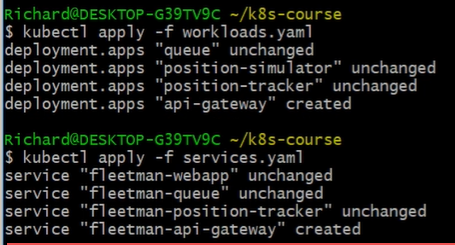 Richard@DESKTOP-G39TV9C ~/k8s-course
$ kubectl apply -f workloads.yaml
deployment.apps "queue" unchanged
deployment.apps "position-simulator" unchanged
deployment.apps "position-tracker" unchanged
deployment.apps "api-gateway" created
Richard@DESKTOP-G39TV9C ~/k8s-course
$ kubectl apply -f services.yaml
service "fleetman-webapp" unchanged
service "fleetman-queue" unchanged
service "fleetman-position-tracker" unchanged
service "fleetman-api-gateway" created